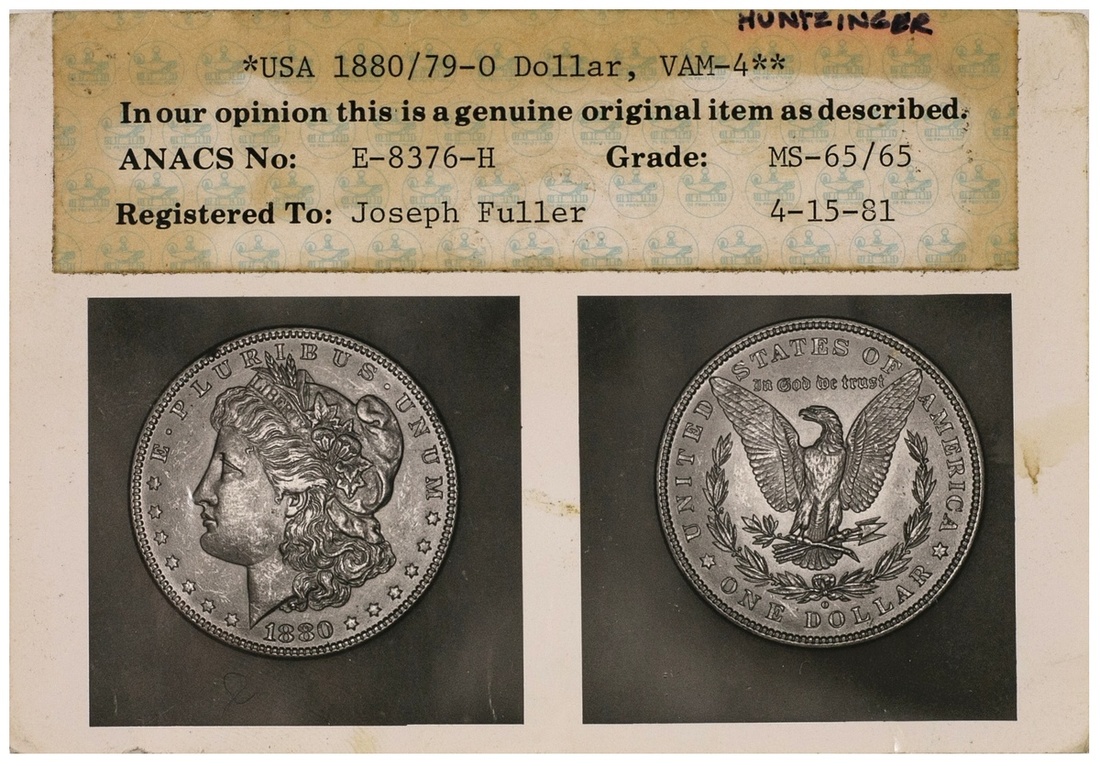 HUNTZINGER
*USA 1880/79-O Dollar, VAM-4**
In our opinion this is a genuine original item as described.
ANACS No: E-8376-H Grade: MS-65/65
Registered To: Joseph Fuller 4-15-81
E·PLURIBUS·UNUM
1880
UNITED STATES OF AMERICA
In God we trust
O
ONE DOLLAR